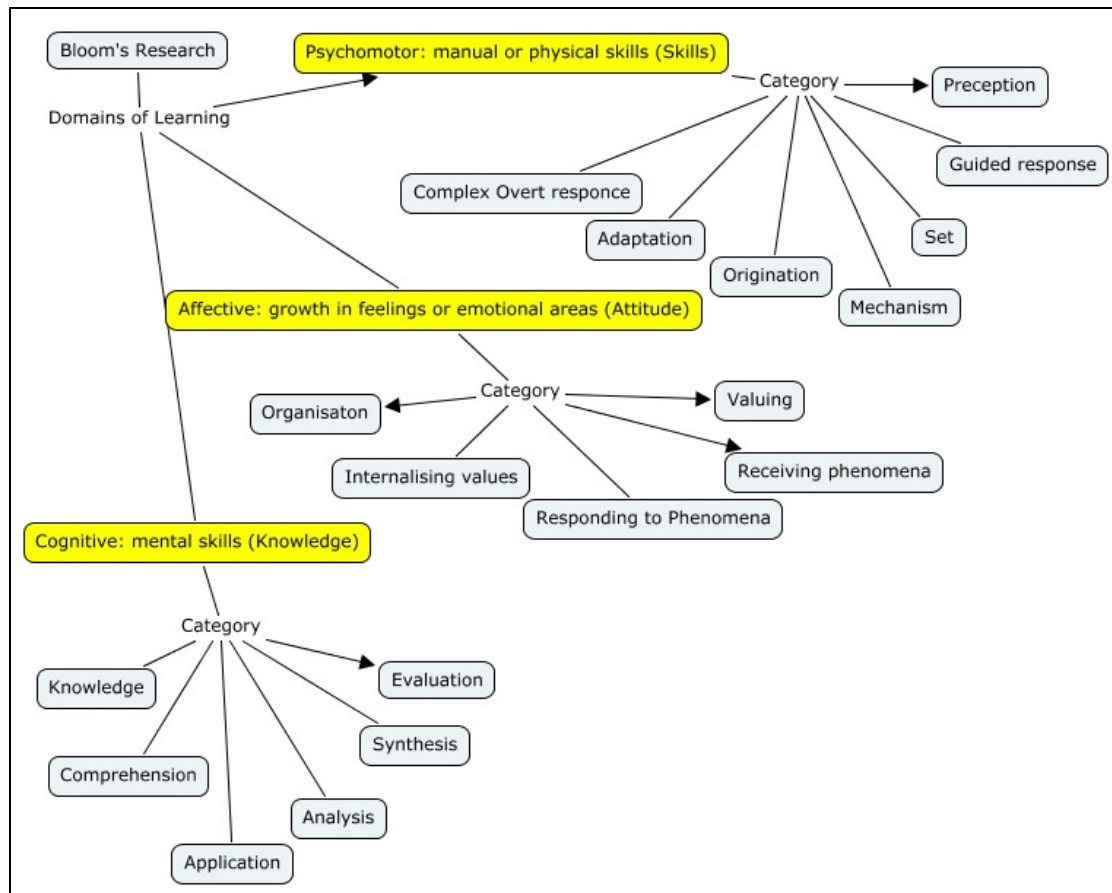 Bloom's Research
Psychomotor: manual or physical skills (Skills)
Category
Preception
Domains of Learning
Guided response
Complex Overt responce
Adaptation
Set
Origination
Mechanism
Affective: growth in feelings or emotional areas (Attitude)
Category
Valuing
Organisaton
Receiving phenomena
Internalising values
Responding to Phenomena
Cognitive: mental skills (Knowledge)
Category
Evaluation
Knowledge
Synthesis
Comprehension
Analysis
Application